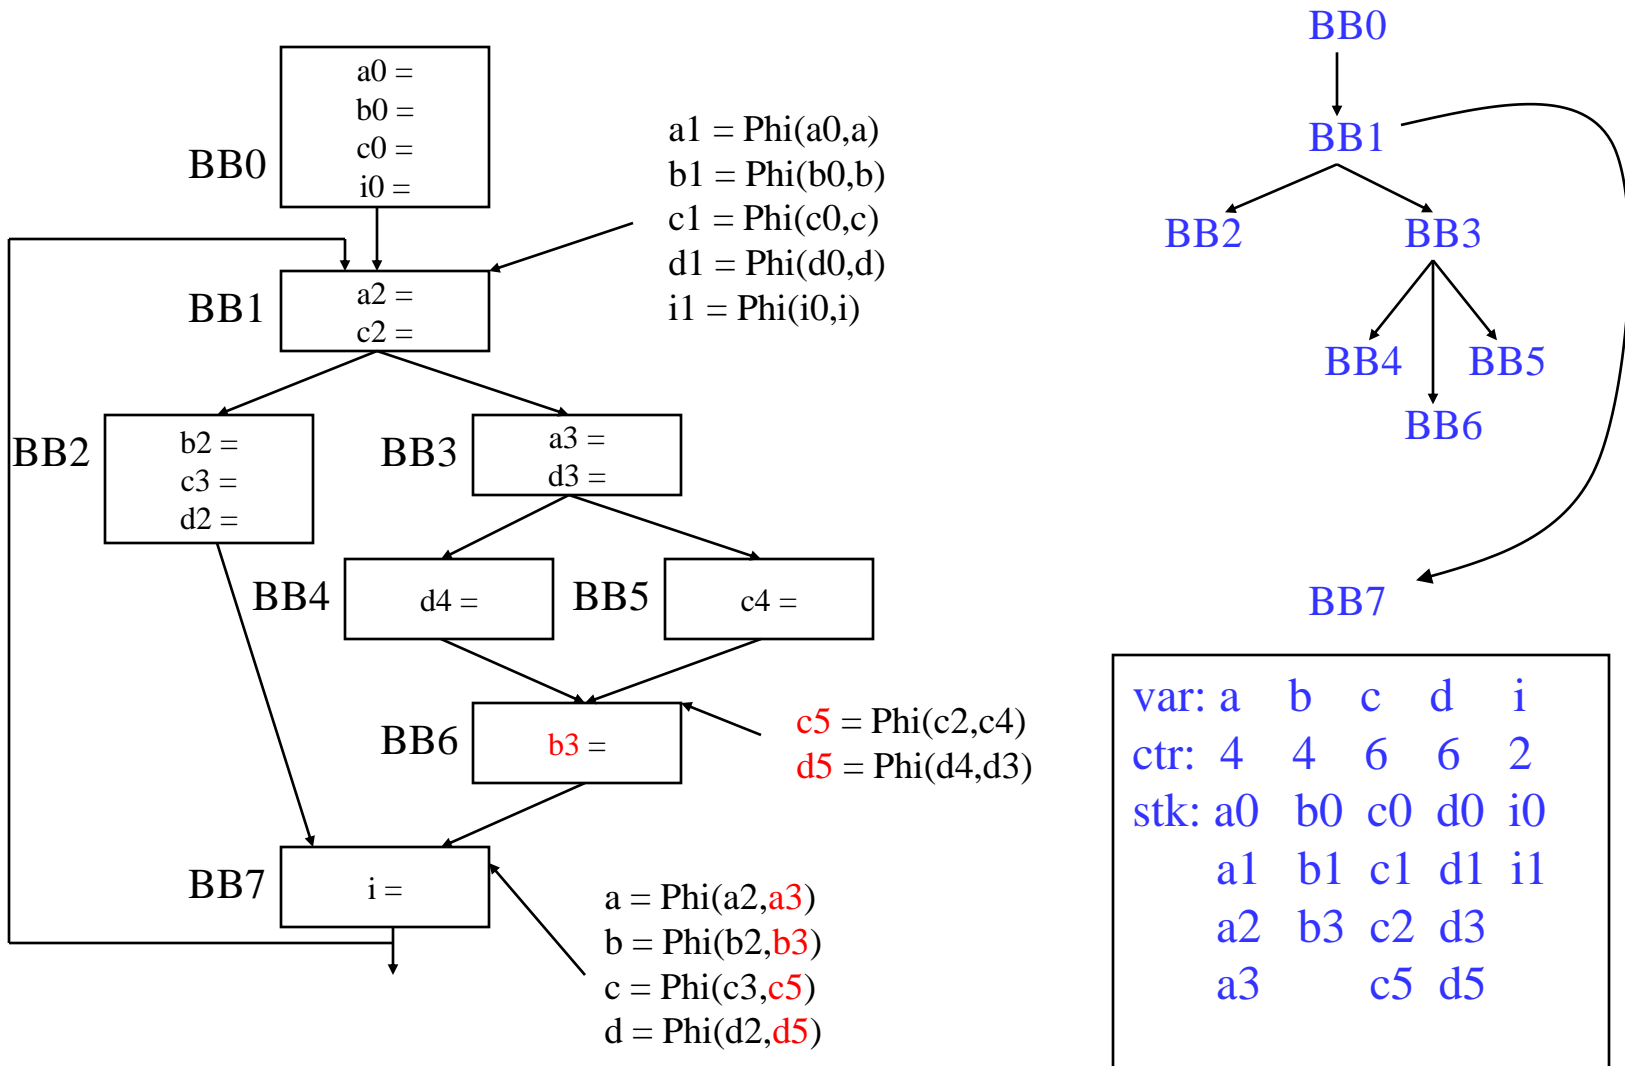 a0 =
b0 =
c0 =
i0 =
BB0
a1 = Phi(a0,a)
b1 = Phi(b0,b)
c1 = Phi(c0,c)
d1 = Phi(d0,d)
i1 = Phi(i0,i)
BB1
a2 =
c2 =
BB2
b2 =
c3 =
d2 =
BB3
a3 =
d3 =
BB4
d4 =
BB5
c4 =
BB6
b3 =
c5 = Phi(c2,c4)
d5 = Phi(d4,d3)
BB7
i =
a = Phi(a2,a3)
b = Phi(b2,b3)
c = Phi(c3,c5)
d = Phi(d2,d5)
BB0
BB1
BB2 BB3
BB4 BB5
BB6
BB7
var: a b c d i
ctr: 4 4 6 6 2
stk: a0 b0 c0 d0 i0
a1 b1 c1 d1 i1
a2 b3 c2 d3
a3 c5 d5